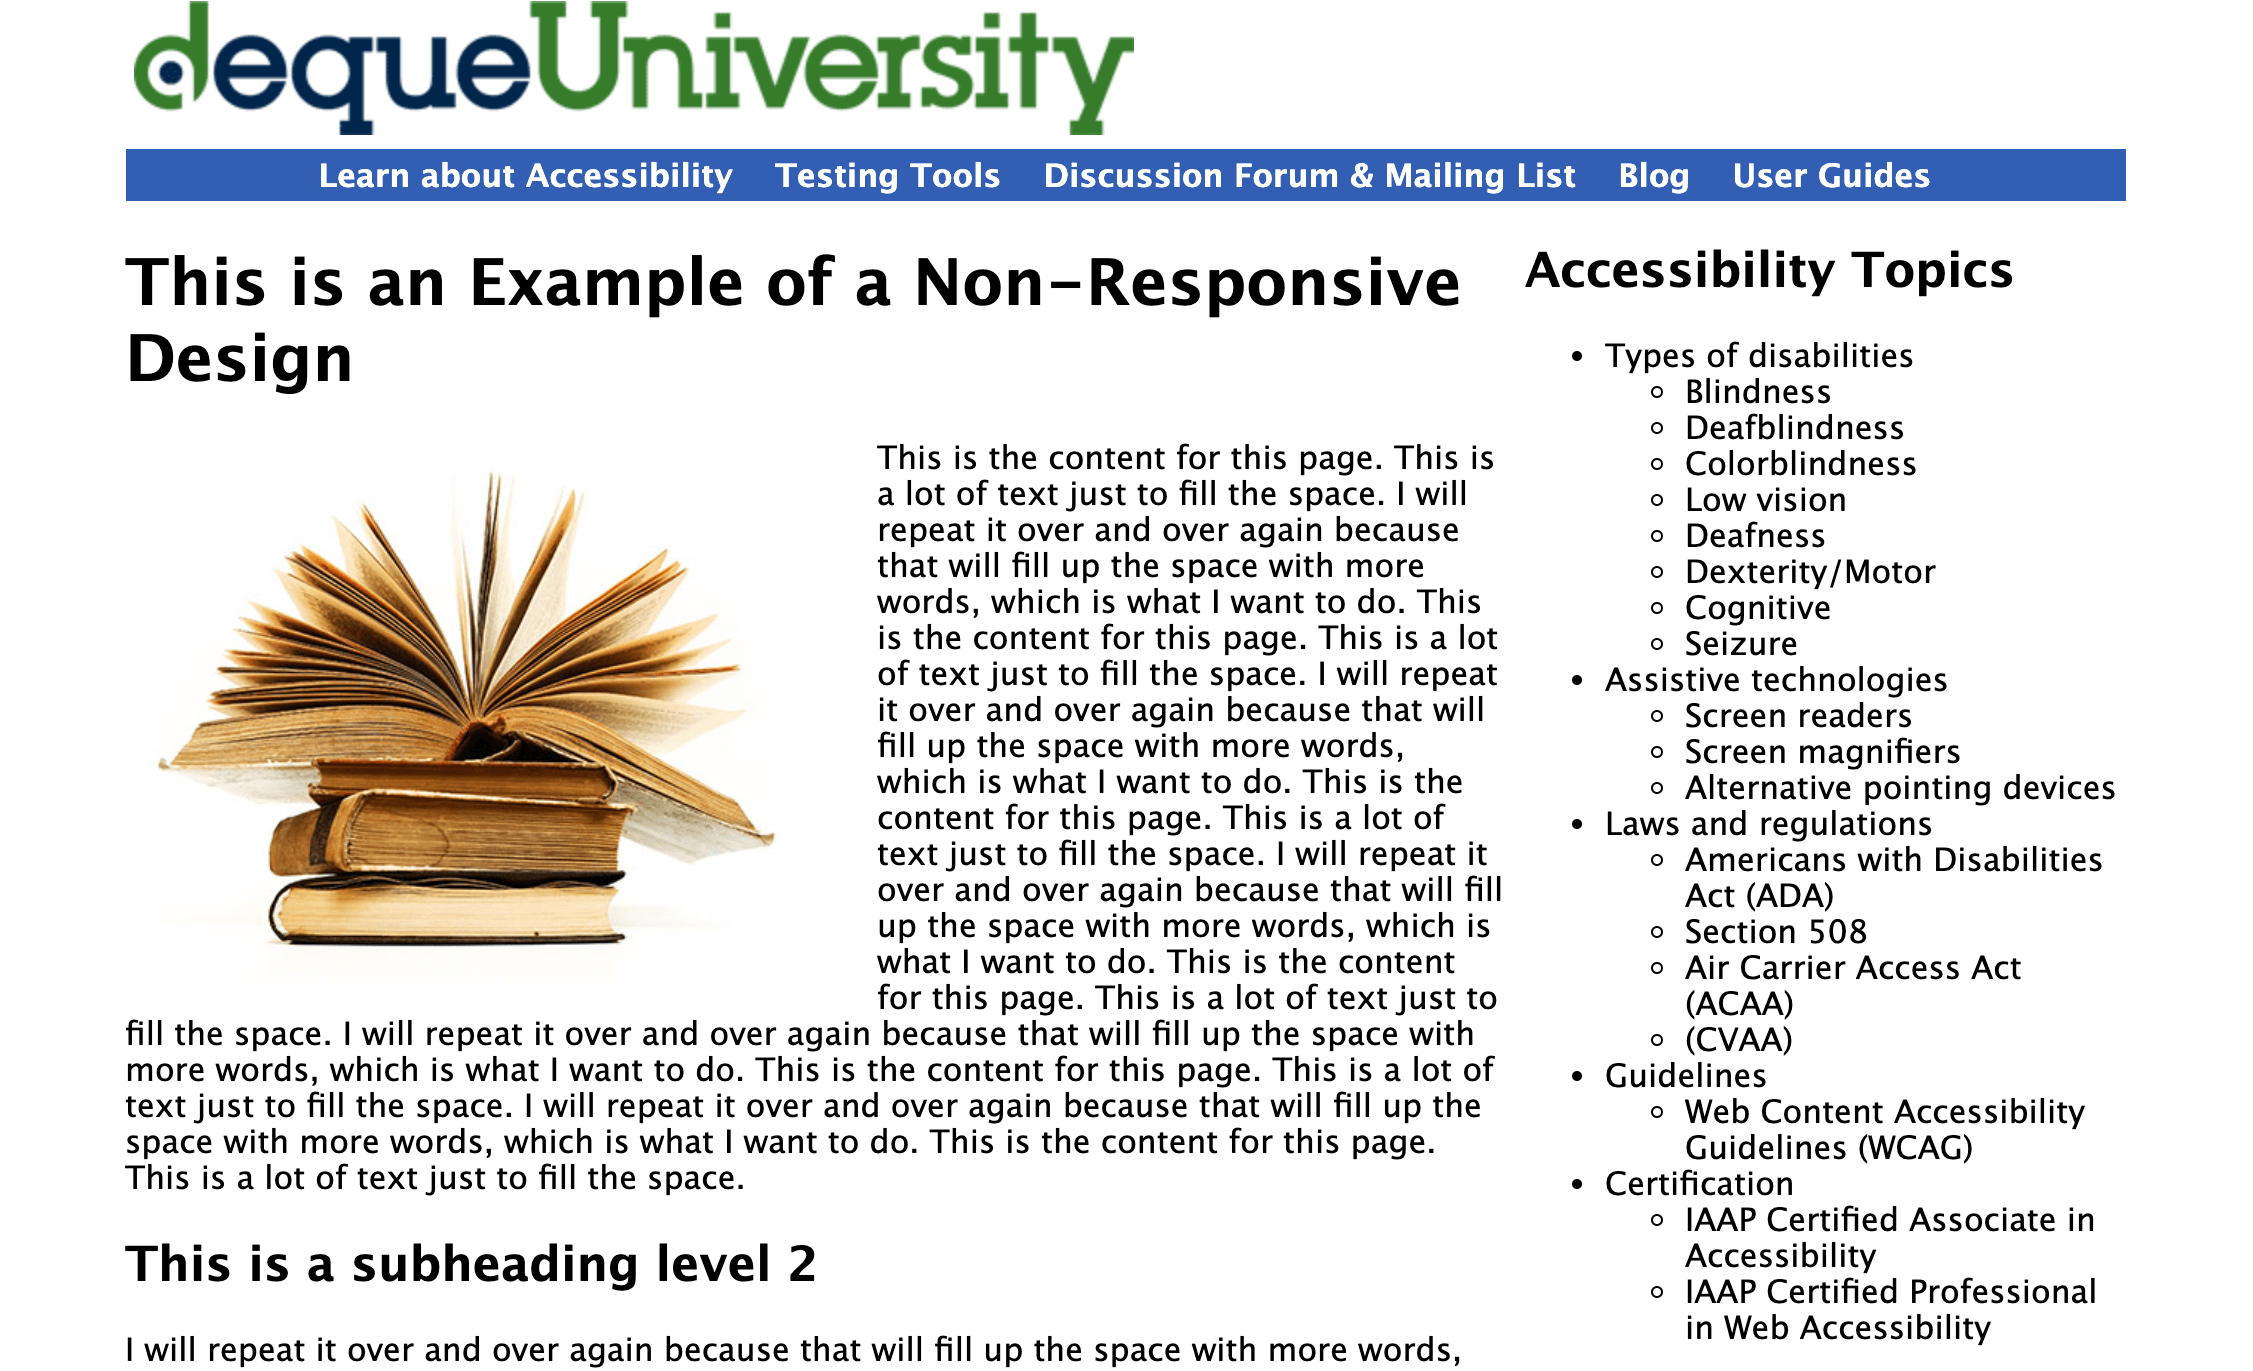 dequeUniversity
Learn about Accessibility Testing Tools Discussion Forum & Mailing List Blog User Guides
This is an Example of a Non-Responsive
Design
This is the content for this page. This is
a lot of text just to fill the space. I will
repeat it over and over again because
that will fill up the space with more
words, which is what I want to do. This
is the content for this page. This is a lot
of text just to fill the space. I will repeat
it over and over again because that will
fill up the space with more words,
which is what I want to do. This is the
content for this page. This is a lot of
text just to fill the space. I will repeat it
over and over again because that will fill
up the space with more words, which is
what I want to do. This is the content
for this page. This is a lot of text just to
fill the space. I will repeat it over and over again because that will fill up the space with
more words, which is what I want to do. This is the content for this page. This is a lot of
text just to fill the space. I will repeat it over and over again because that will fill up the
space with more words, which is what I want to do. This is the content for this page.
This is a lot of text just to fill the space.
This is a subheading level 2
I will repeat it over and over again because that will fill up the space with more words,
Accessibility Topics
• Types of disabilities
◦ Blindness
◦ Deafblindness
◦ Colorblindness
◦ Low vision
◦ Deafness
◦ Dexterity/Motor
◦ Cognitive
◦ Seizure
• Assistive technologies
◦ Screen readers
◦ Screen magnifiers
◦ Alternative pointing devices
• Laws and regulations
◦ Americans with Disabilities
Act (ADA)
◦ Section 508
◦ Air Carrier Access Act
(ACAA)
◦ (CVAA)
• Guidelines
◦ Web Content Accessibility
Guidelines (WCAG)
• Certification
◦ IAAP Certified Associate in
Accessibility
◦ IAAP Certified Professional
in Web Accessibility